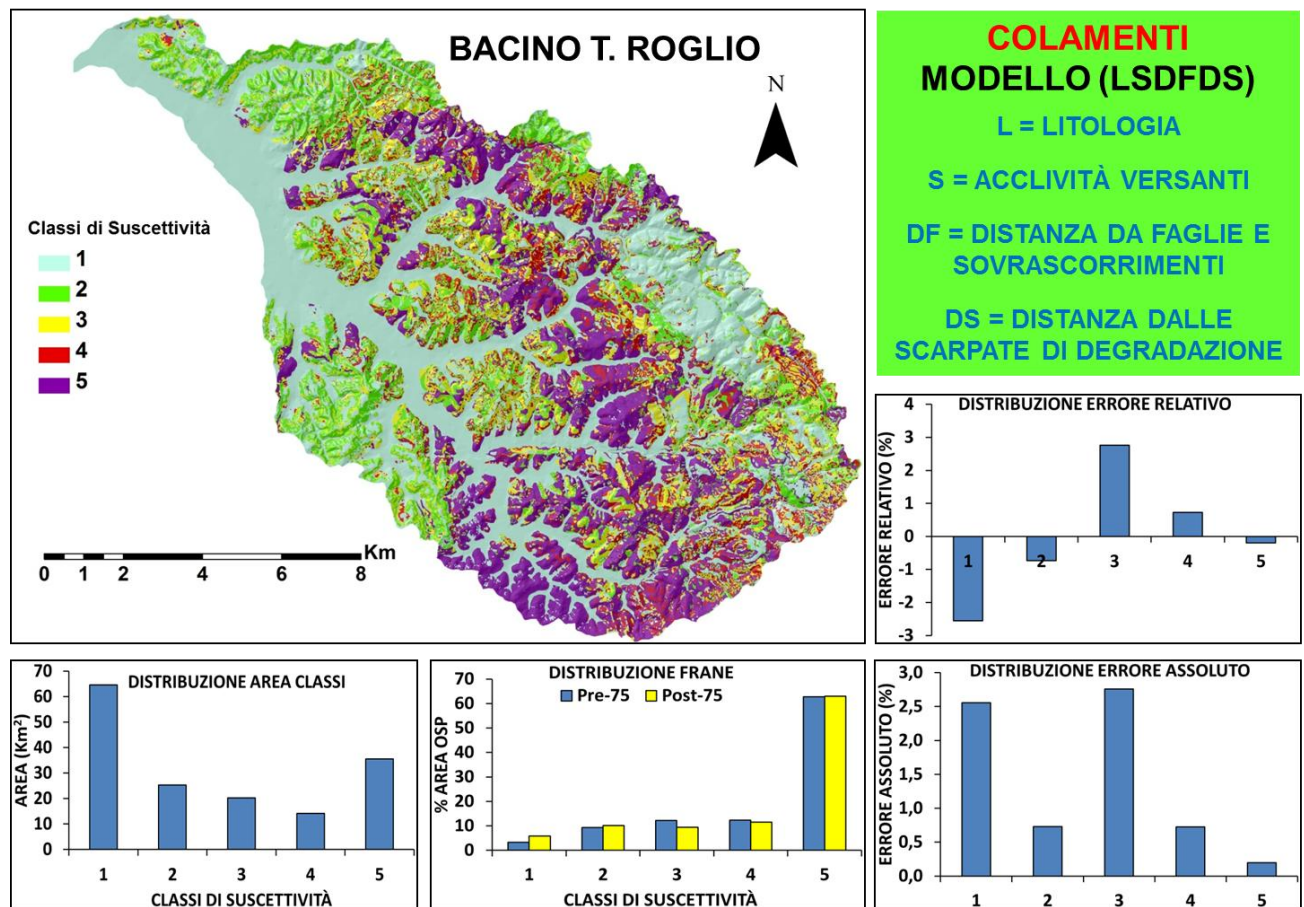 BACINO T. ROGLIO
N
Classi di Suscettività
1
2
3
4
5
Km
0 1 2 4 6 8
COLAMENTI
MODELLO (LSDFDS)
L = LITOLOGIA
S = ACCLIVITÀ VERSANTI
DF = DISTANZA DA FAGLIE E
SOVRASCORRIMENTI
DS = DISTANZA DALLE
SCARPATE DI DEGRADAZIONE
DISTRIBUZIONE ERRORE RELATIVO
ERRORE RELATIVO (%)
4
3
2
1
0
-1
-2
-3
1 2 3 4 5
DISTRIBUZIONE AREA CLASSI
AREA (Km²)
70
60
50
40
30
20
10
0
1 2 3 4 5
CLASSI DI SUSCETTIVITÀ
DISTRIBUZIONE FRANE
Pre-75 Post-75
% AREA OSP
70
60
50
40
30
20
10
0
1 2 3 4 5
CLASSI DI SUSCETTIVITÀ
DISTRIBUZIONE ERRORE ASSOLUTO
ERRORE ASSOLUTO (%)
3,0
2,5
2,0
1,5
1,0
0,5
0,0
1 2 3 4 5